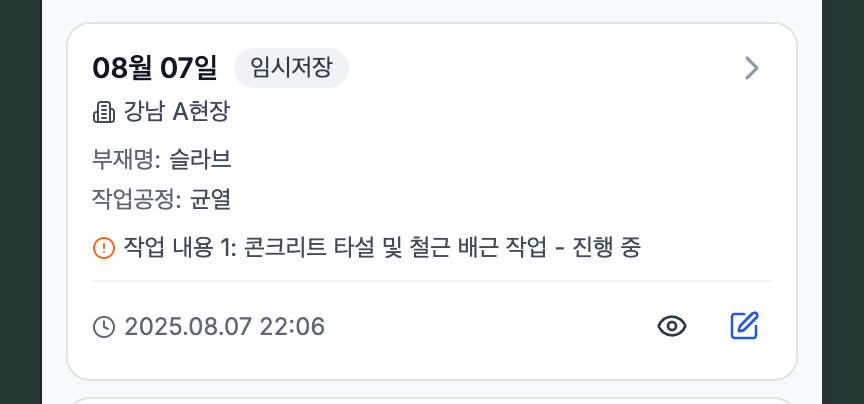 08월 07일 임시저장
강남 A현장
부재명: 슬라브
작업공정: 균열
작업 내용 1: 콘크리트 타설 및 철근 배근 작업 - 진행 중
2025.08.07 22:06